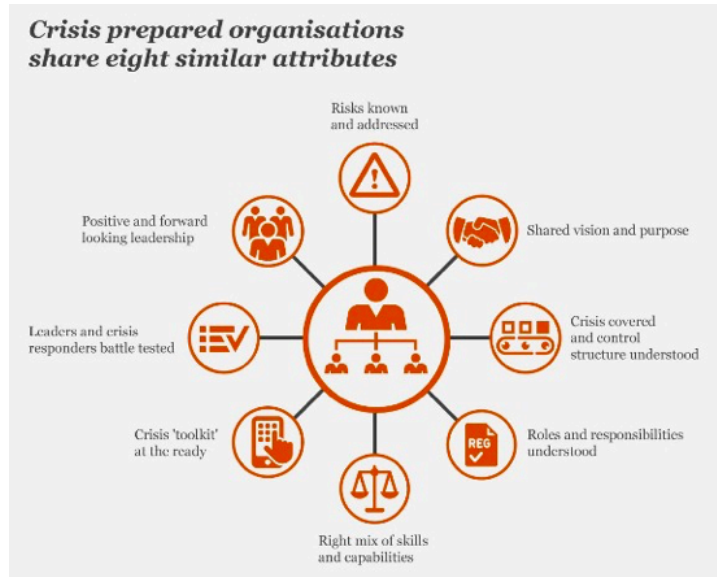 Crisis prepared organisations
share eight similar attributes
Risks known
and addressed
Positive and forward
looking leadership
Shared vision and purpose
Leaders and crisis
responders battle tested
Crisis covered
and control
structure understood
Crisis 'toolkit'
at the ready
REG
Roles and responsibilities
understood
Right mix of skills
and capabilities